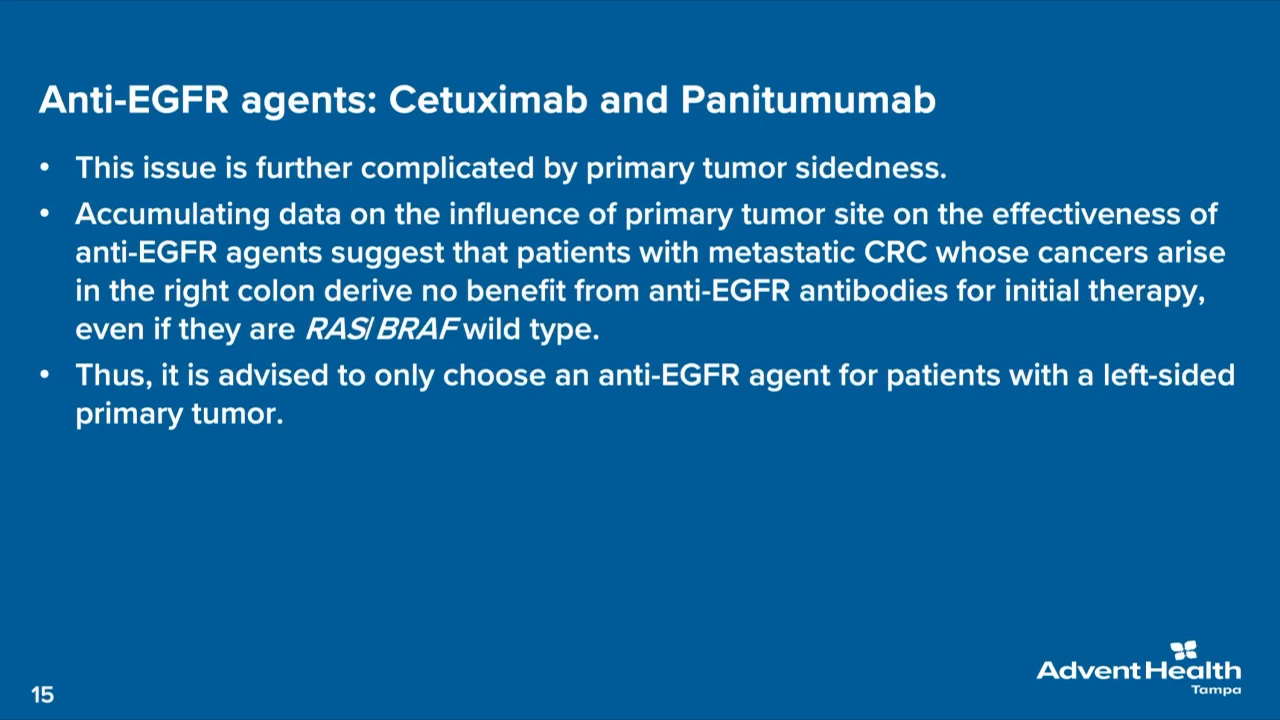 Anti-EGFR agents: Cetuximab and Panitumumab
• This issue is further complicated by primary tumor sidedness.
• Accumulating data on the influence of primary tumor site on the effectiveness of
anti-EGFR agents suggest that patients with metastatic CRC whose cancers arise
in the right colon derive no benefit from anti-EGFR antibodies for initial therapy,
even if they are RAS/BRAF wild type.
• Thus, it is advised to only choose an anti-EGFR agent for patients with a left-sided
primary tumor.
AdventHealth
Tampa
15